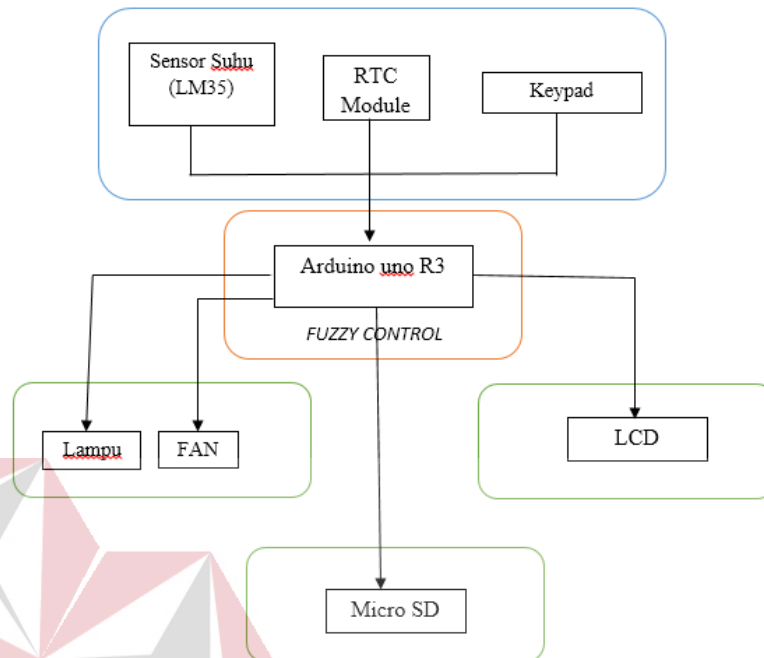 Sensor Suhu
(LM35)
RTC
Module
Keypad
Arduino uno R3
FUZZY CONTROL
Lampu
FAN
LCD
Micro SD